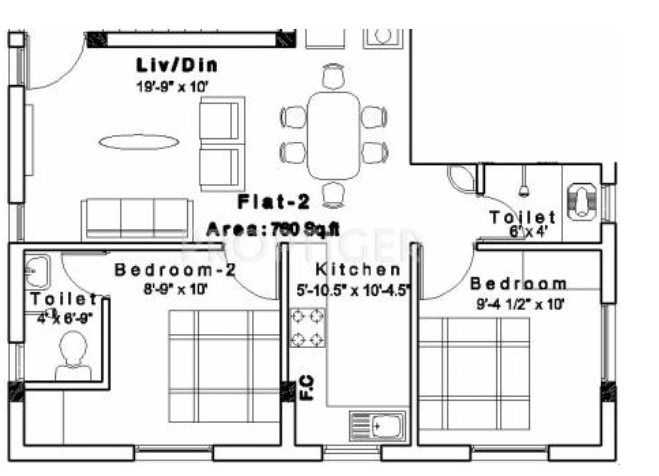 Liv/Din
19'-9" x 10'
Flat-2
Area:760 Sq.ft
PROPTIGER
Toilet
6' x 4'
Bedroom-2
8'-9" x 10'
Kitchen
5'-10.5" x 10'-4.5"
Bedroom
9'-4 1/2" x 10'
Toilet
4' x 6'-9"
F.C